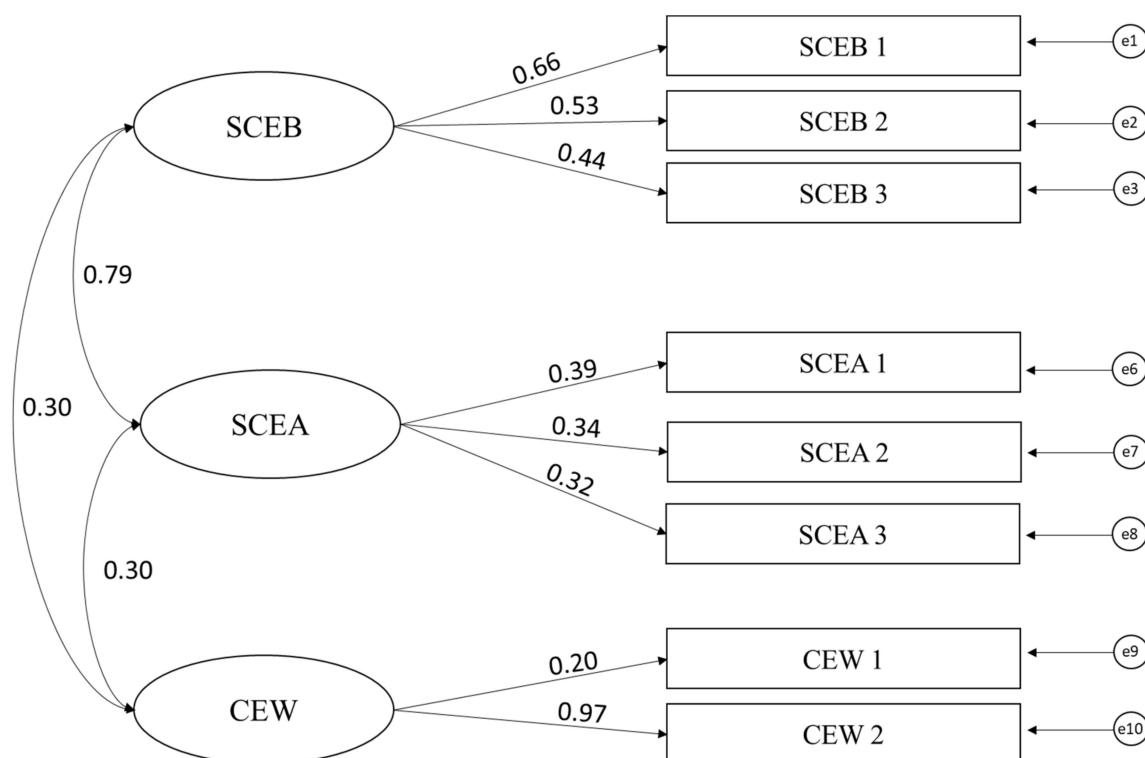 SCEB 1
e1
0.66
SCEB
0.53
SCEB 2
e2
0.44
SCEB 3
e3
0.79
SCEA 1
e6
0.39
0.30
SCEA
0.34
SCEA 2
e7
0.32
SCEA 3
e8
0.30
CEW 1
e9
0.20
CEW
0.97
CEW 2
e10